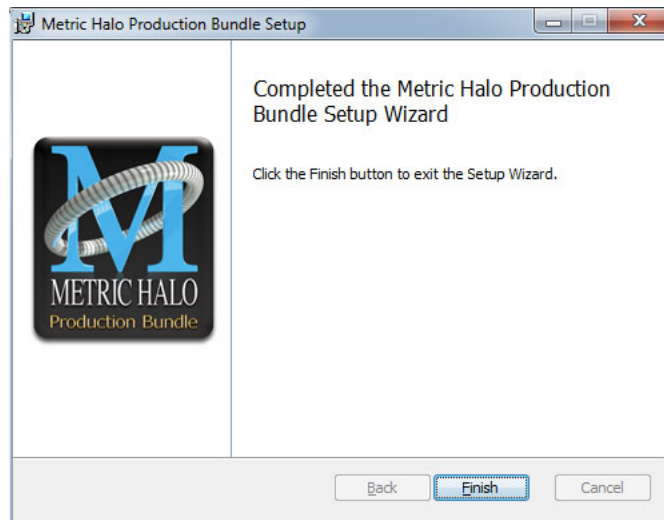 Metric Halo Production Bundle Setup
Completed the Metric Halo Production
Bundle Setup Wizard
Click the Finish button to exit the Setup Wizard.
M
METRIC HALO
Production Bundle
Back
Finish
Cancel